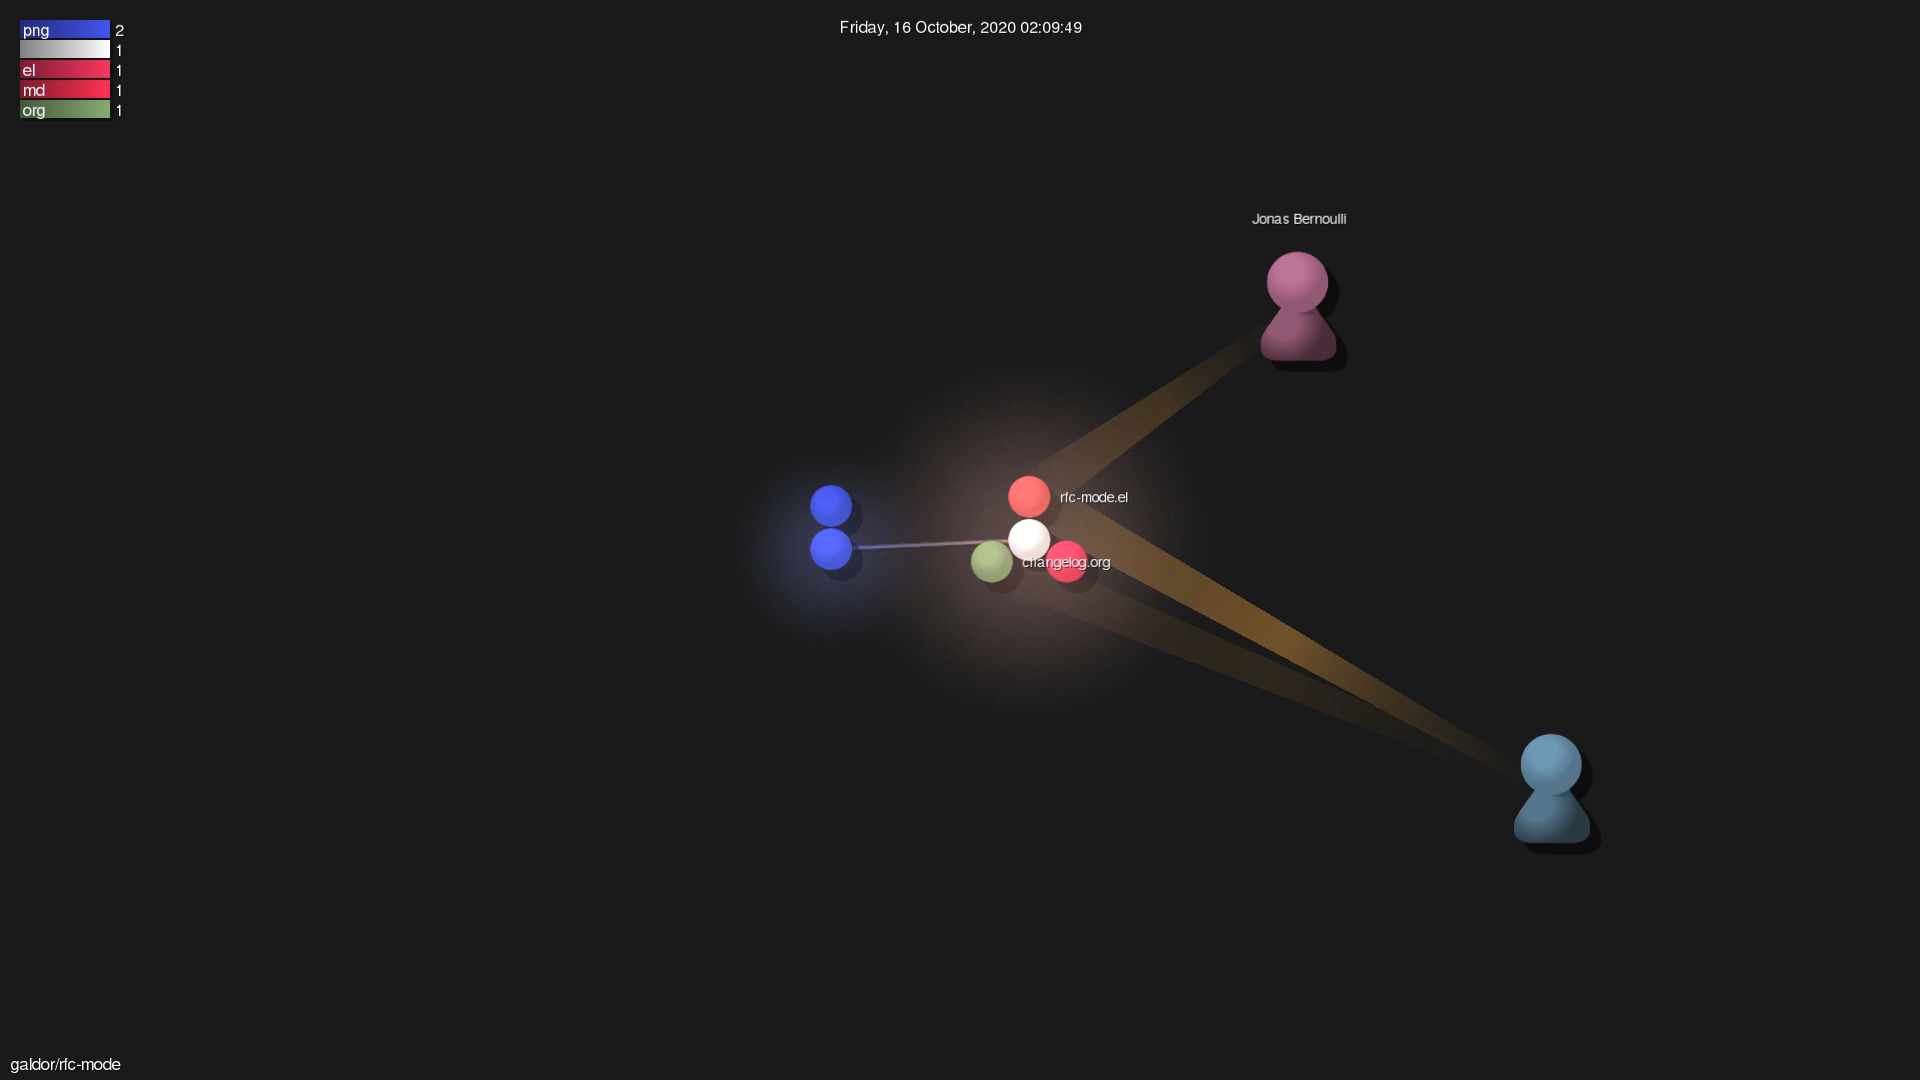 Friday, 16 October, 2020 02:09:49
png 2
1
el 1
md 1
org 1
Jonas Bernoulli
rfc-mode.el
changelog.org
galdor/rfc-mode